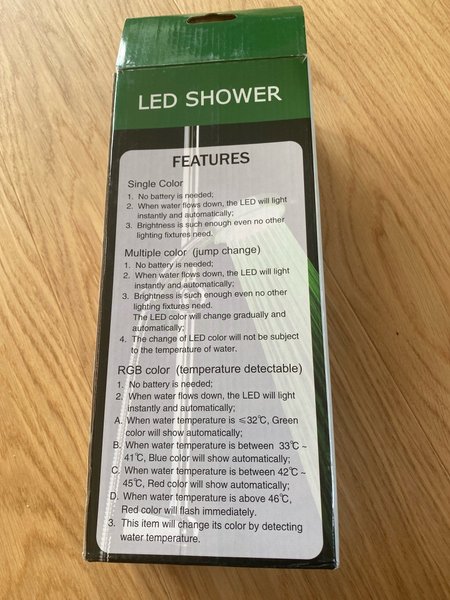 LED SHOWER
FEATURES
Single Color
1. No battery is needed;
2. When water flows down, the LED will light
instantly and automatically;
3. Brightness is such enough even no other
lighting fixtures need.
Multiple color (jump change)
1. No battery is needed;
2. When water flows down, the LED will light
instantly and automatically;
3. Brightness is such enough even no other
lighting fixtures need.
The LED color will change gradually and
automatically;
4. The change of LED color will not be subject
to the temperature of water.
RGB color (temperature detectable)
1. No battery is needed;
2. When water flows down, the LED will light
instantly and automatically;
A. When water temperature is ≤32℃, Green
color will show automatically;
B. When water temperature is between 33℃~
41℃, Blue color will show automatically;
C. When water temperature is between 42℃~
45℃, Red color will show automatically;
D. When water temperature is above 46℃,
Red color will flash immediately.
3. This item will change its color by detecting
water temperature.